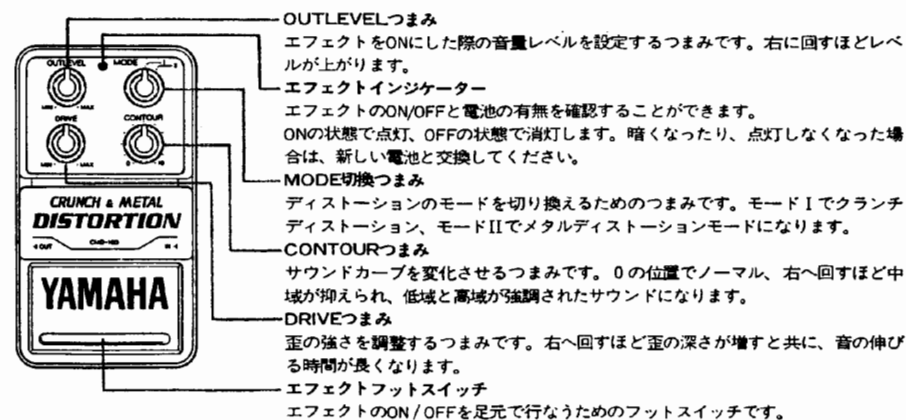 OUTLEVELつまみ
エフェクトをONにした際の音量レベルを設定するつまみです。右に回すほどレベ
ルが上がります。
エフェクトインジケーター
エフェクトのON/OFFと電池の有無を確認することができます。
ONの状態で点灯、OFFの状態で消灯します。暗くなったり、点灯しなくなった場
合は、新しい電池と交換してください。
MODE切換つまみ
ディストーションのモードを切り換えるためのつまみです。モードIでクランチ
ディストーション、モードIIでメタルディストーションモードになります。
CONTOURつまみ
サウンドカーブを変化させるつまみです。0の位置でノーマル、右へ回すほど中
域が抑えられ、低域と高域が強調されたサウンドになります。
DRIVEつまみ
歪の強さを調整するつまみです。右へ回すほど歪の深さが増すと共に、音の伸び
る時間が長くなります。
エフェクトフットスイッチ
エフェクトのON/OFFを足元で行なうためのフットスイッチです。
OUTLEVEL MODE
MIN MAX
DRIVE CONTOUR
MIN MAX 0 10
CRUNCH & METAL
DISTORTION
OUT IN
YAMAHA